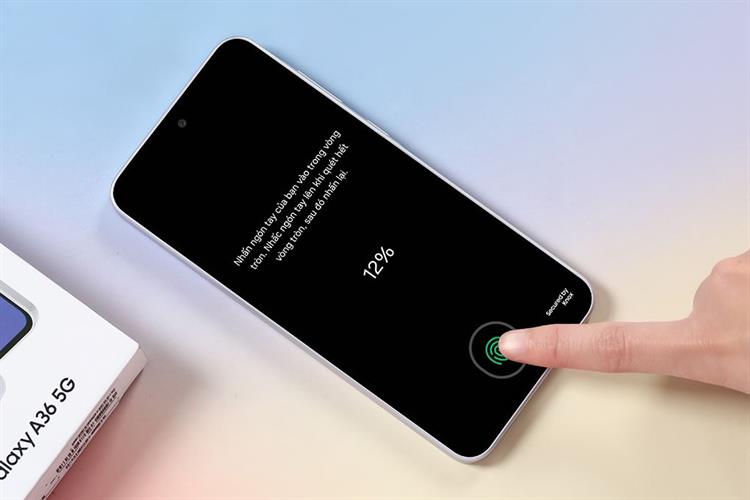 Nhấn ngón tay của bạn vào trong vòng
tròn. Nhấc ngón tay lên khi quét hết
vòng tròn, sau đó nhấn lại.
12%
Secured by
Knox
A36 5G